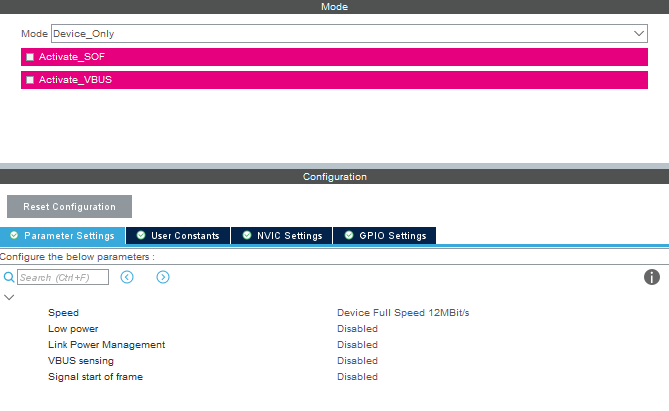 Mode
Mode Device_Only
Activate_SOF
Activate_VBUS
Configuration
Reset Configuration
Parameter Settings User Constants NVIC Settings GPIO Settings
Configure the below parameters :
Search (Ctrl+F)
Speed Device Full Speed 12MBit/s
Low power Disabled
Link Power Management Disabled
VBUS sensing Disabled
Signal start of frame Disabled